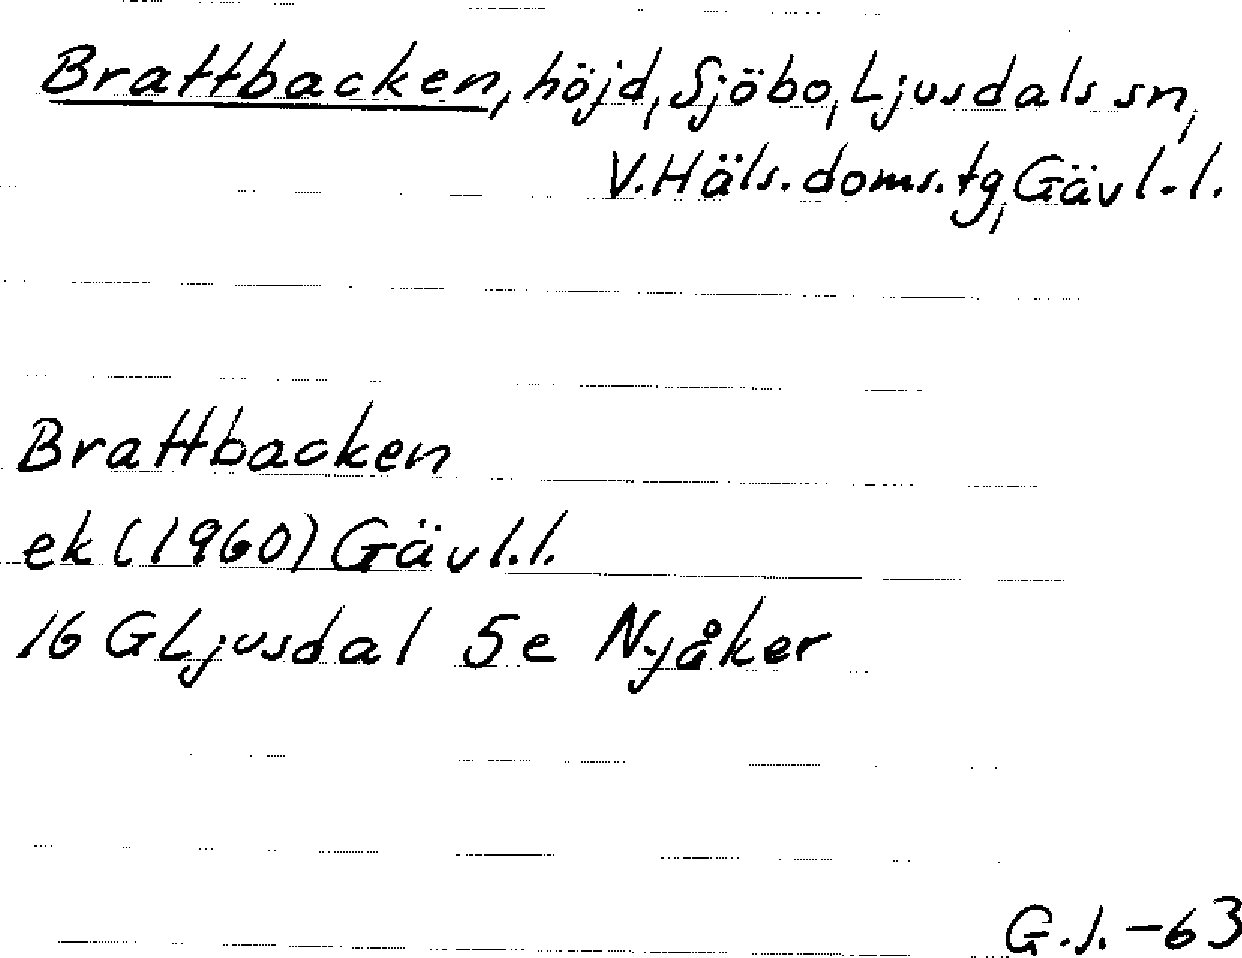 Brattbacken, höjd, Sjöbo, Ljusdals sn,
V. Häls. doms. tg, Gävl. l.
Brattbacken
ek (1960) Gävl. l.
16 G Ljusdal 5e Nyåker
G. l. -63